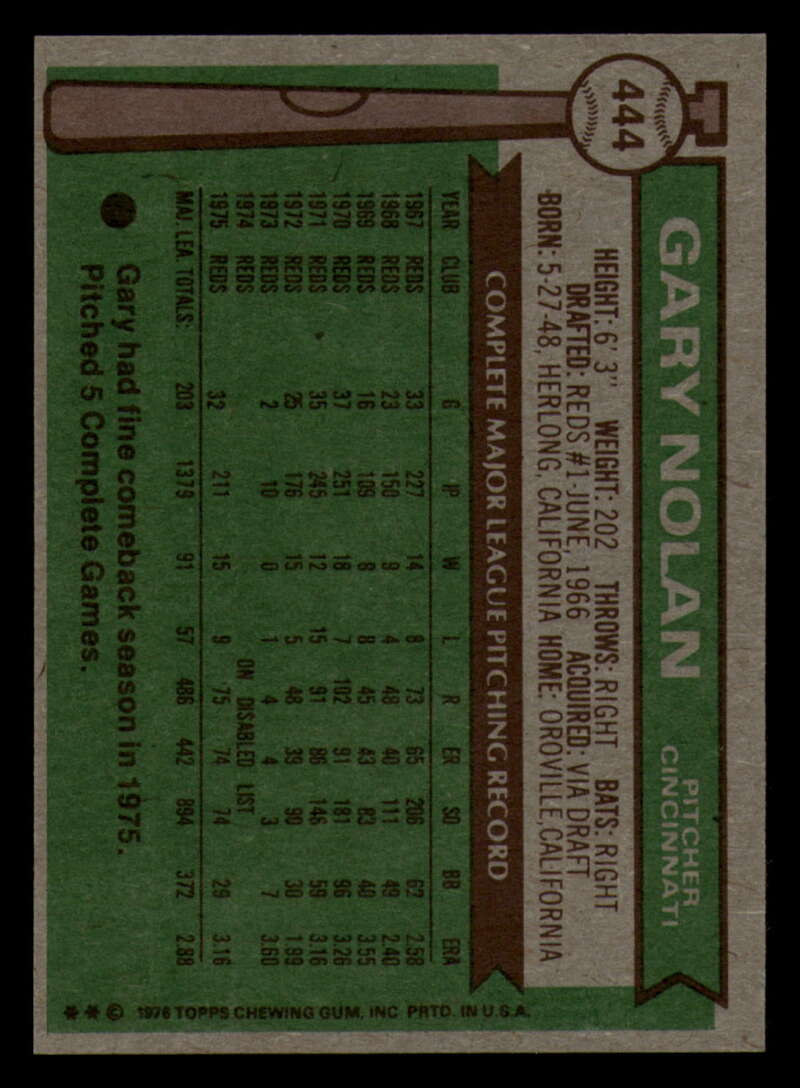 444
GARY NOLAN
PITCHER
CINCINNATI
HEIGHT: 6' 3" WEIGHT: 202 THROWS: RIGHT BATS: RIGHT
DRAFTED: REDS #1-JUNE, 1966 ACQUIRED: VIA DRAFT
BORN: 5-27-48, HERLONG, CALIFORNIA HOME: OROVILLE, CALIFORNIA
COMPLETE MAJOR LEAGUE PITCHING RECORD
YEAR CLUB G IP W L R ER SO BB ERA
1967 REDS 33 227 14 8 73 65 206 62 2.58
1968 REDS 23 150 9 4 48 40 111 49 2.40
1969 REDS 16 109 8 8 45 43 83 40 3.55
1970 REDS 37 251 18 7 102 91 181 96 3.26
1971 REDS 35 245 12 15 91 86 146 59 3.16
1972 REDS 25 176 15 5 48 39 90 30 1.99
1973 REDS 2 10 0 1 4 4 3 7 3.60
1974 REDS ON DISABLED LIST
1975 REDS 32 211 15 9 75 74 74 29 3.16
MAJ. LEA. TOTALS: 203 1379 91 57 486 442 894 372 2.88
Gary had fine comeback season in 1975.
Pitched 5 Complete Games.
** © 1976 TOPPS CHEWING GUM, INC. PRTD. IN U.S.A.